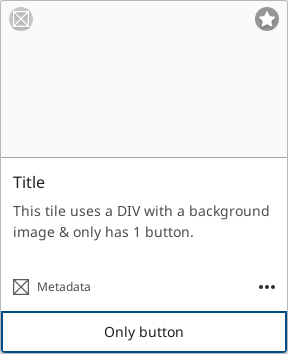 Title
This tile uses a DIV with a background
image & only has 1 button.
Metadata
Only button